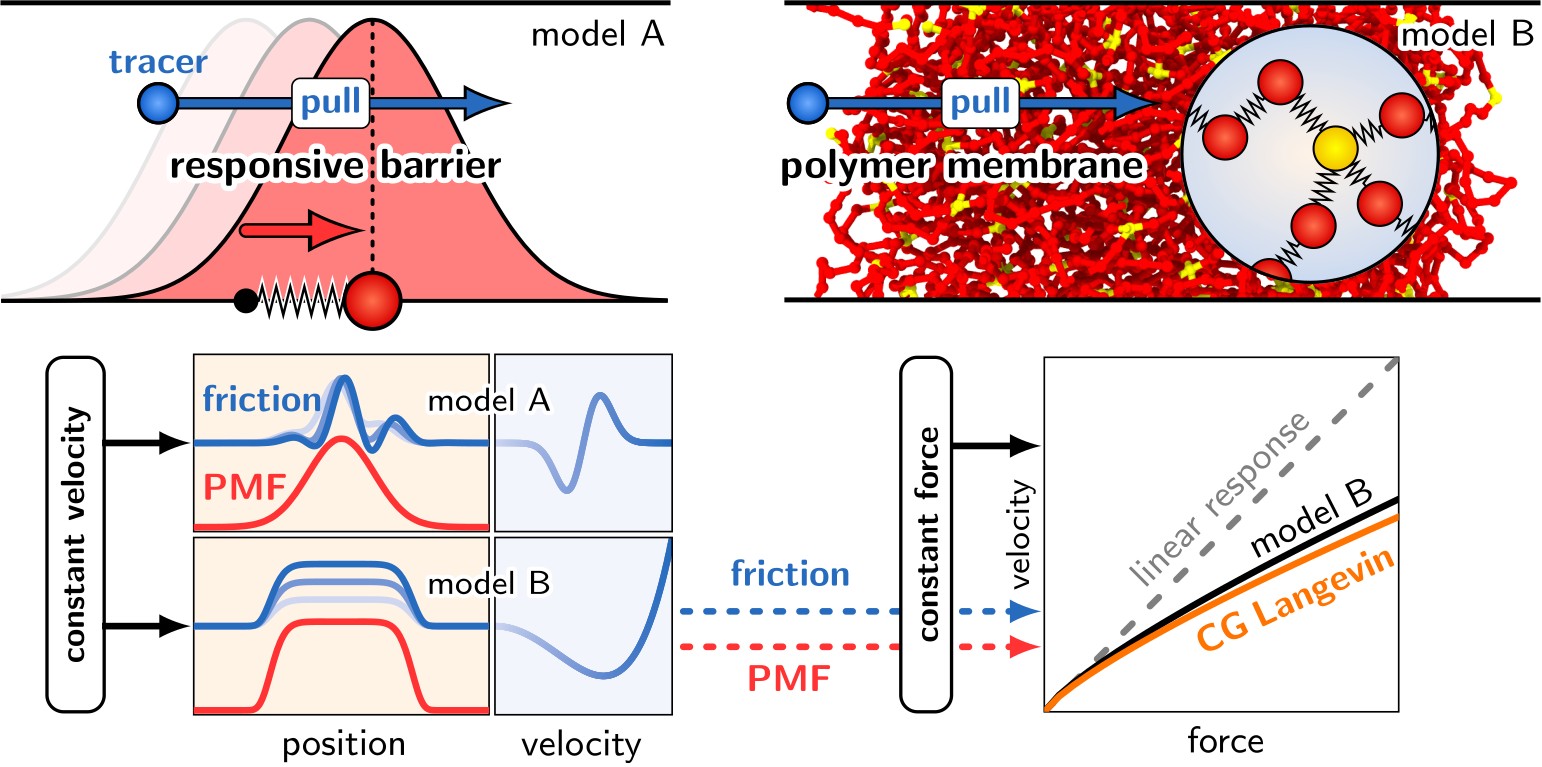 model A
tracer
pull
responsive barrier
model B
pull
polymer membrane
constant velocity
friction
model A
PMF
model B
position
velocity
friction
PMF
constant force
velocity
linear response
model B
CG Langevin
force